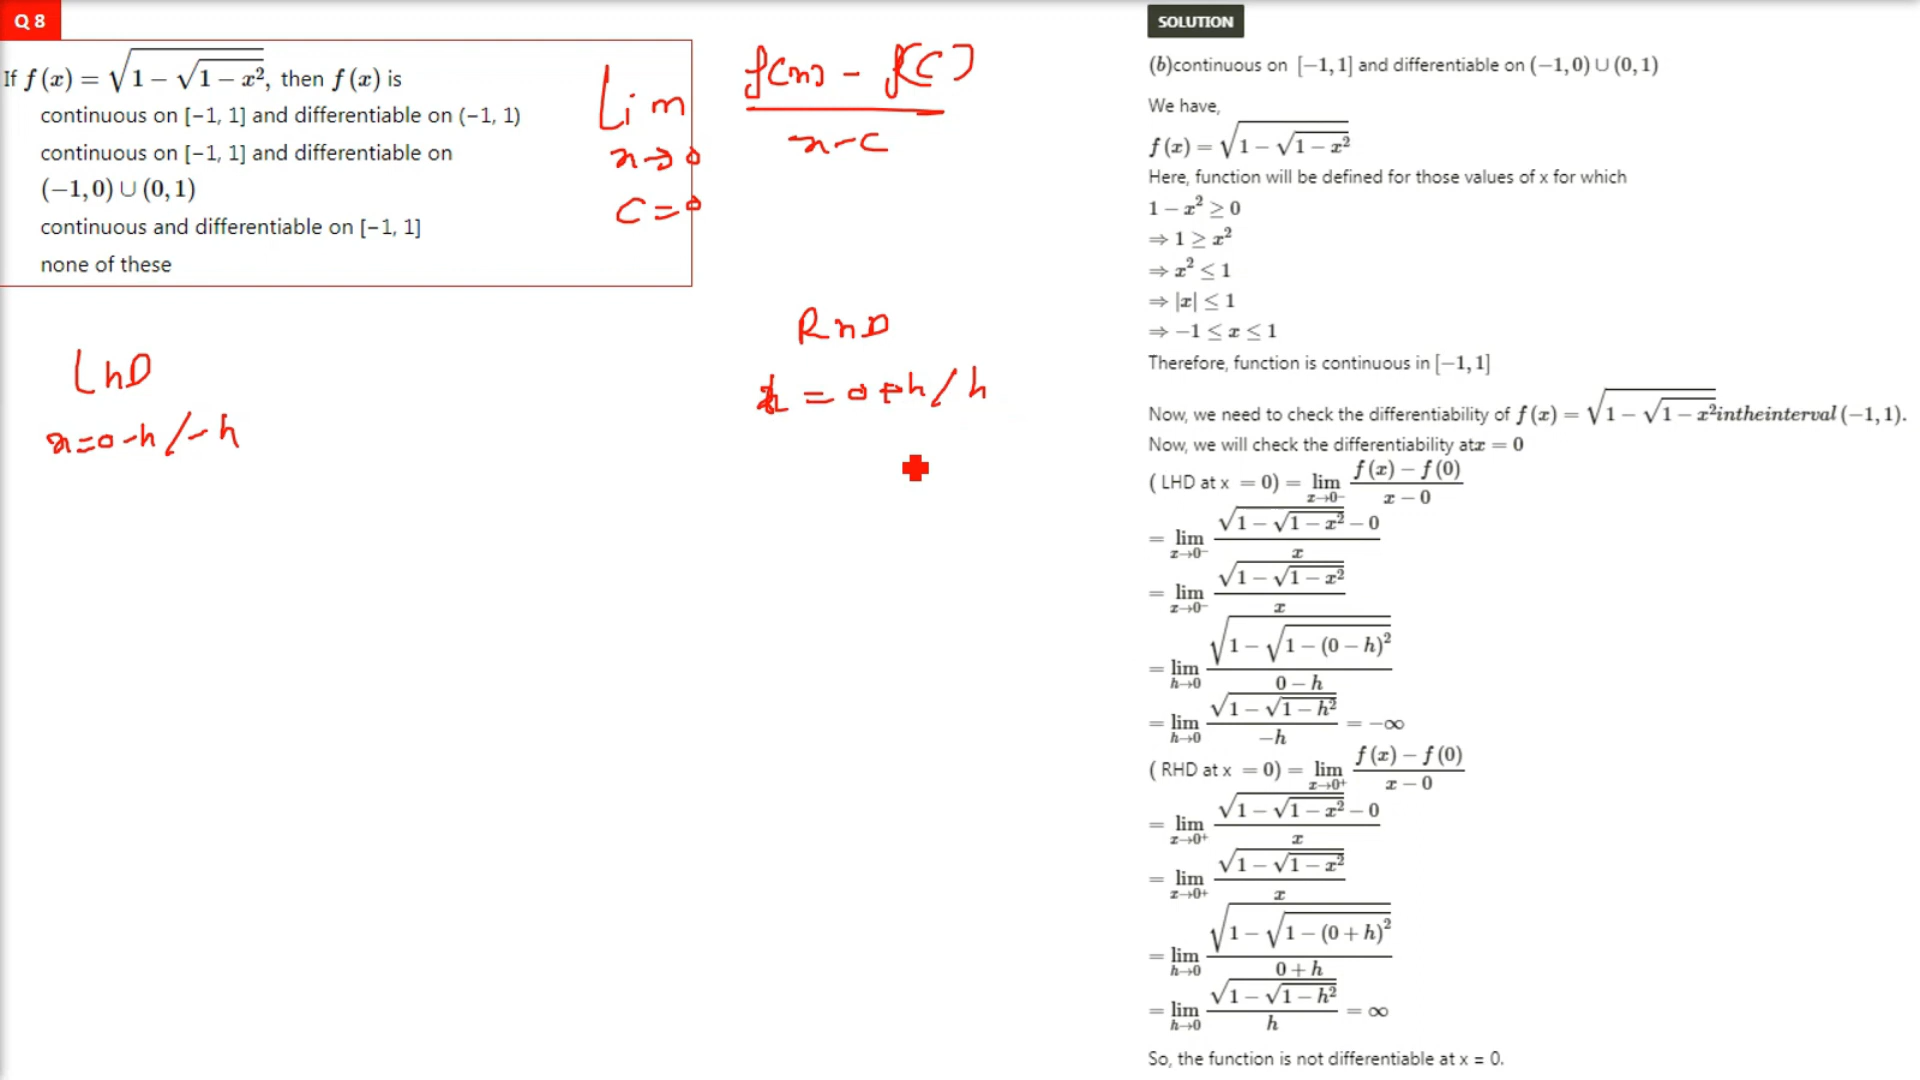 Q 8
If f(x) = √(1 − √(1 − x²)), then f(x) is
continuous on [−1, 1] and differentiable on (−1, 1)
continuous on [−1, 1] and differentiable on
(−1, 0) ∪ (0, 1)
continuous and differentiable on [−1, 1]
none of these
Lim f(x) − f(C)
x→0 x−C
C=0
LhD
x=0−h/−h
RhD
x=0+h/h
SOLUTION
(b)continuous on [−1, 1] and differentiable on (−1, 0) ∪ (0, 1)
We have,
f(x) = √(1 − √(1 − x²))
Here, function will be defined for those values of x for which
1 − x² ≥ 0
⇒ 1 ≥ x²
⇒ x² ≤ 1
⇒ |x| ≤ 1
⇒ −1 ≤ x ≤ 1
Therefore, function is continuous in [−1, 1]
Now, we need to check the differentiability of f(x) = √(1 − √(1 − x²))intheinterval (−1, 1).
Now, we will check the differentiability atx = 0
( LHD at x = 0) = lim x→0− (f(x) − f(0))/(x − 0)
= lim x→0− (√(1 − √(1 − x²)) − 0)/x
= lim x→0− √(1 − √(1 − x²))/x
= lim h→0 √(1 − √(1 − (0 − h)²))/(0 − h)
= lim h→0 √(1 − √(1 − h²))/(−h) = −∞
( RHD at x = 0) = lim x→0+ (f(x) − f(0))/(x − 0)
= lim x→0+ (√(1 − √(1 − x²)) − 0)/x
= lim x→0+ √(1 − √(1 − x²))/x
= lim h→0 √(1 − √(1 − (0 + h)²))/(0 + h)
= lim h→0 √(1 − √(1 − h²))/h = ∞
So, the function is not differentiable at x = 0.